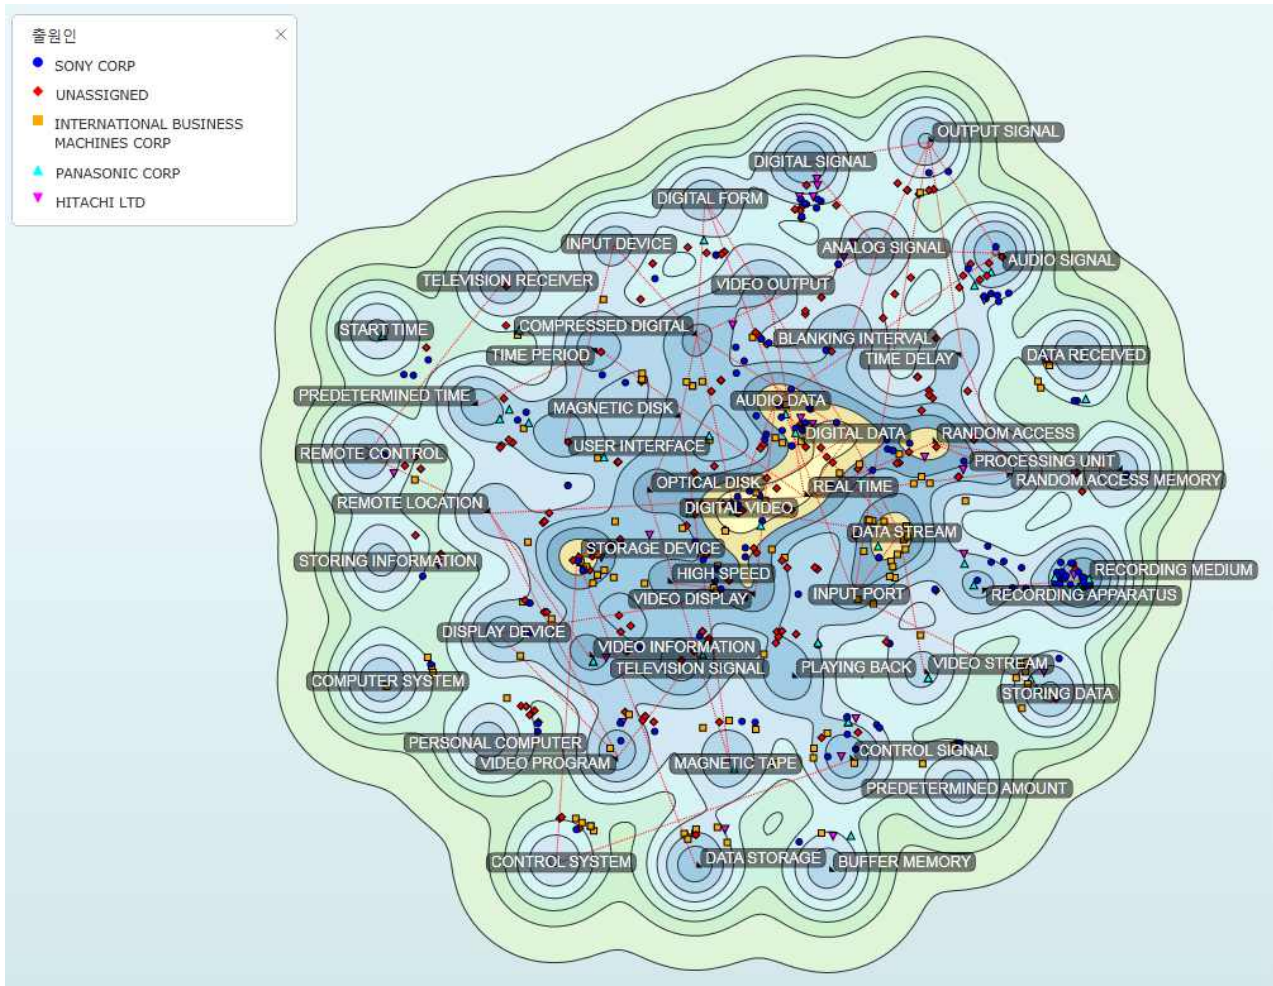 출원인
SONY CORP
UNASSIGNED
INTERNATIONAL BUSINESS
MACHINES CORP
PANASONIC CORP
HITACHI LTD
OUTPUT SIGNAL
DIGITAL SIGNAL
DIGITAL FORM
INPUT DEVICE
ANALOG SIGNAL
AUDIO SIGNAL
TELEVISION RECEIVER
VIDEO OUTPUT
START TIME
COMPRESSED DIGITAL
BLANKING INTERVAL
TIME PERIOD
TIME DELAY
DATA RECEIVED
PREDETERMINED TIME
MAGNETIC DISK
AUDIO DATA
DIGITAL DATA
RANDOM ACCESS
USER INTERFACE
REMOTE CONTROL
PROCESSING UNIT
RANDOM ACCESS MEMORY
OPTICAL DISK
REAL TIME
REMOTE LOCATION
DIGITAL VIDEO
DATA STREAM
STORAGE DEVICE
STORING INFORMATION
HIGH SPEED
RECORDING MEDIUM
VIDEO DISPLAY
INPUT PORT
RECORDING APPARATUS
DISPLAY DEVICE
VIDEO INFORMATION
TELEVISION SIGNAL
PLAYING BACK
VIDEO STREAM
COMPUTER SYSTEM
STORING DATA
PERSONAL COMPUTER
VIDEO PROGRAM
MAGNETIC TAPE
CONTROL SIGNAL
PREDETERMINED AMOUNT
CONTROL SYSTEM
DATA STORAGE
BUFFER MEMORY